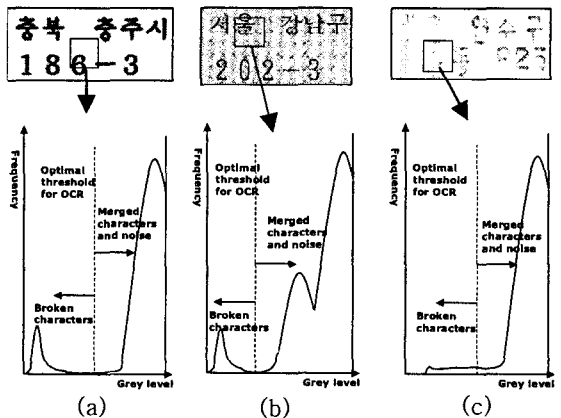 충북 충주시
186-3
Frequency
Optimal
threshold
for OCR
Merged
characters
and noise
Broken
characters
Grey level
(a)
서울 강남구
202-3
Frequency
Optimal
threshold
for OCR
Merged
characters
and noise
Broken
characters
Grey level
(b)
Frequency
Optimal
threshold
for OCR
Merged
characters
and noise
Broken
characters
Grey level
(c)